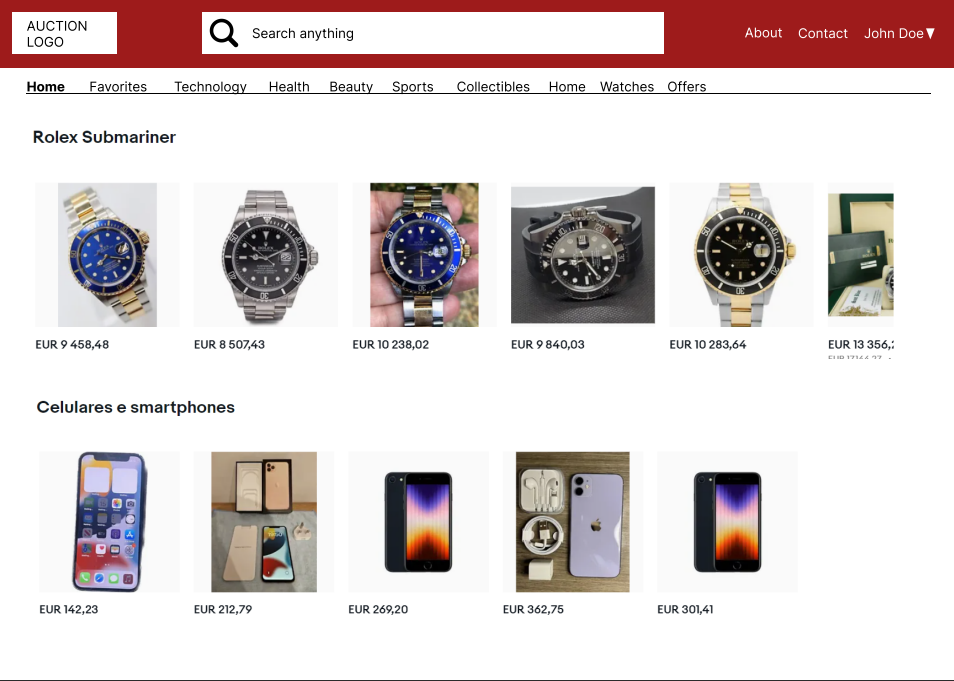 AUCTION
LOGO
Search anything
About Contact John Doe
Home Favorites Technology Health Beauty Sports Collectibles Home Watches Offers
Rolex Submariner
EUR 9 458,48 EUR 8 507,43 EUR 10 238,02 EUR 9 840,03 EUR 10 283,64 EUR 13 356,
Celulares e smartphones
EUR 142,23 EUR 212,79 EUR 269,20 EUR 362,75 EUR 301,41